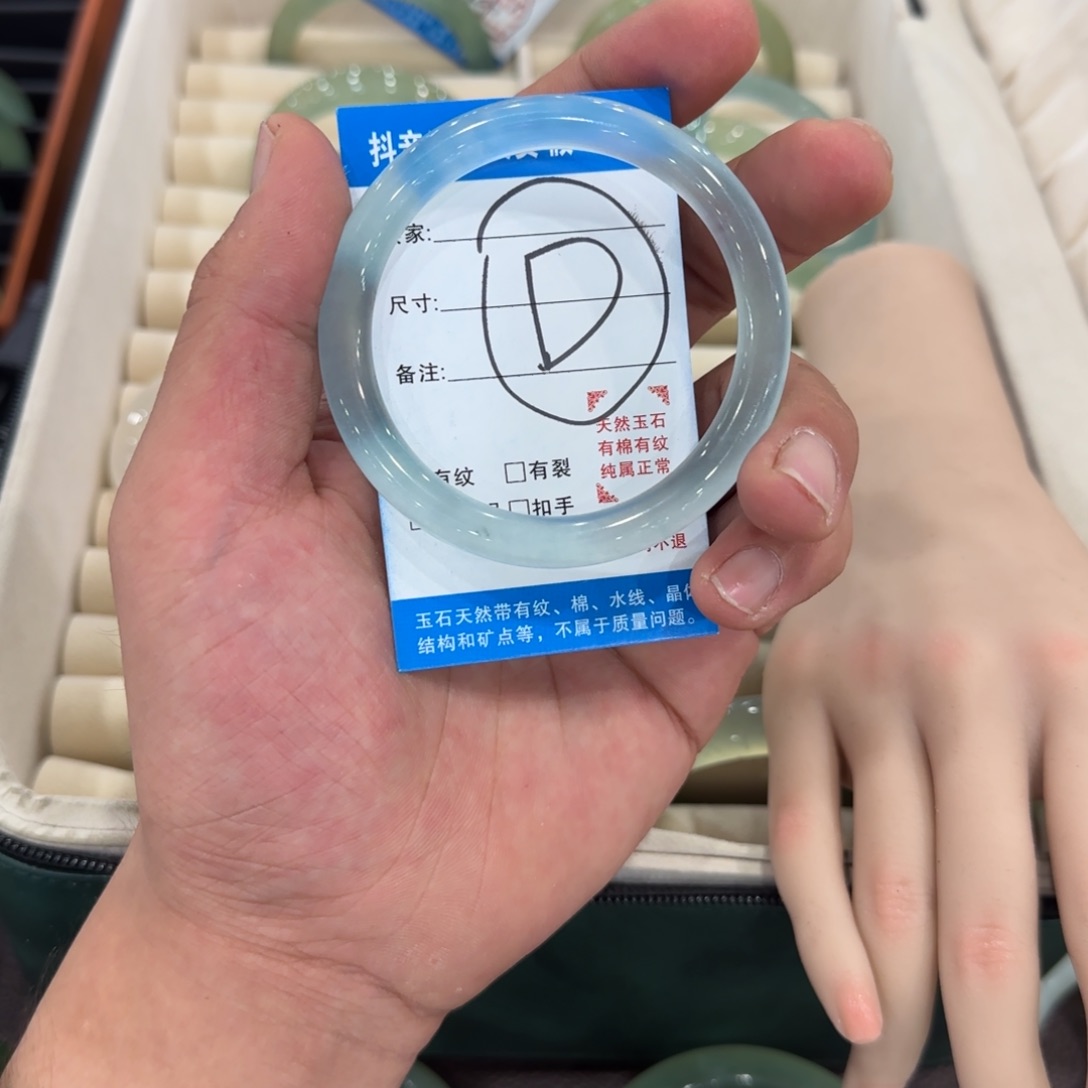 抖音
家:
D
尺寸:
备注:
天然玉石
有棉有纹
纯属正常
有纹 □有裂
□扣手
不退
玉石天然带有纹、棉、水线、晶体
结构和矿点等，不属于质量问题。